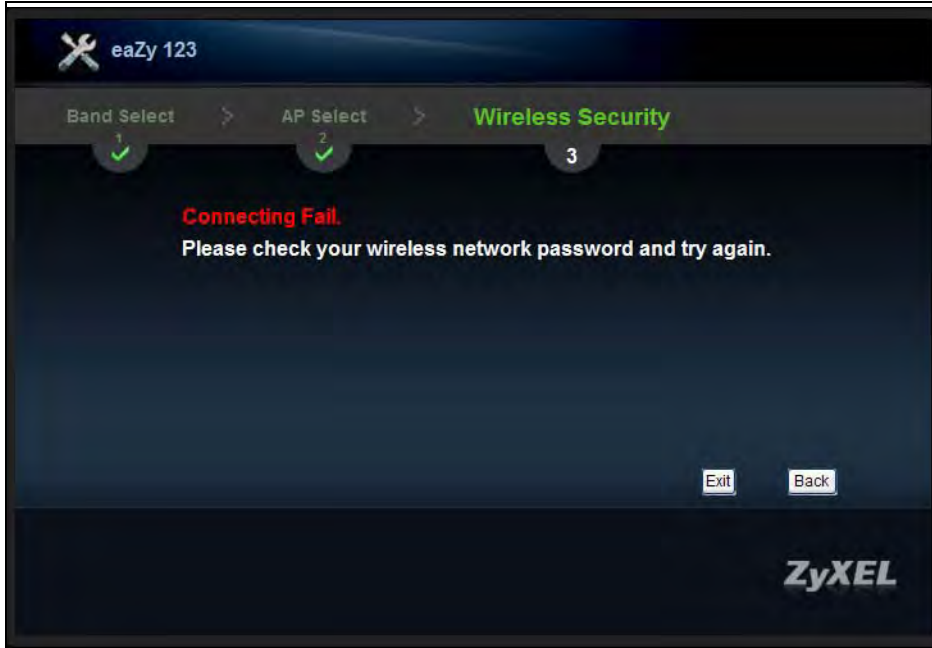 eaZy 123
Band Select > AP Select > Wireless Security
1 2 3
Connecting Fail.
Please check your wireless network password and try again.
Exit Back
ZyXEL